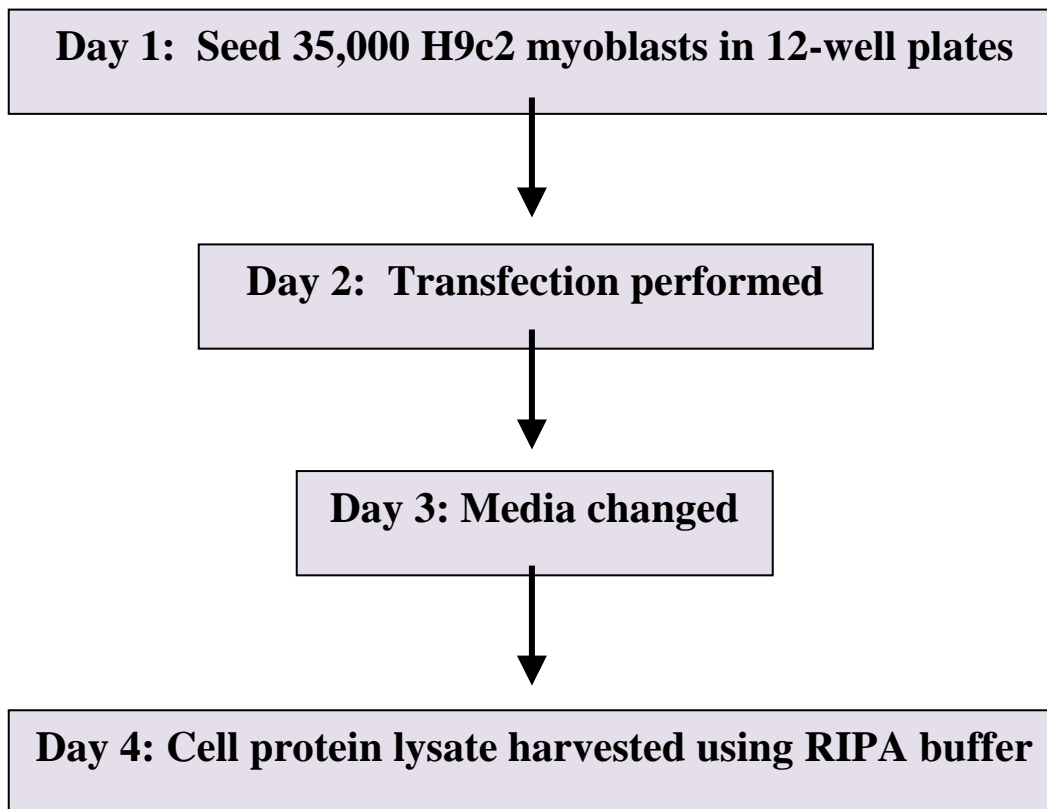 Day 1:  Seed 35,000 H9c2 myoblasts in 12-well plates
Day 2:  Transfection performed
Day 3: Media changed
Day 4: Cell protein lysate harvested using RIPA buffer